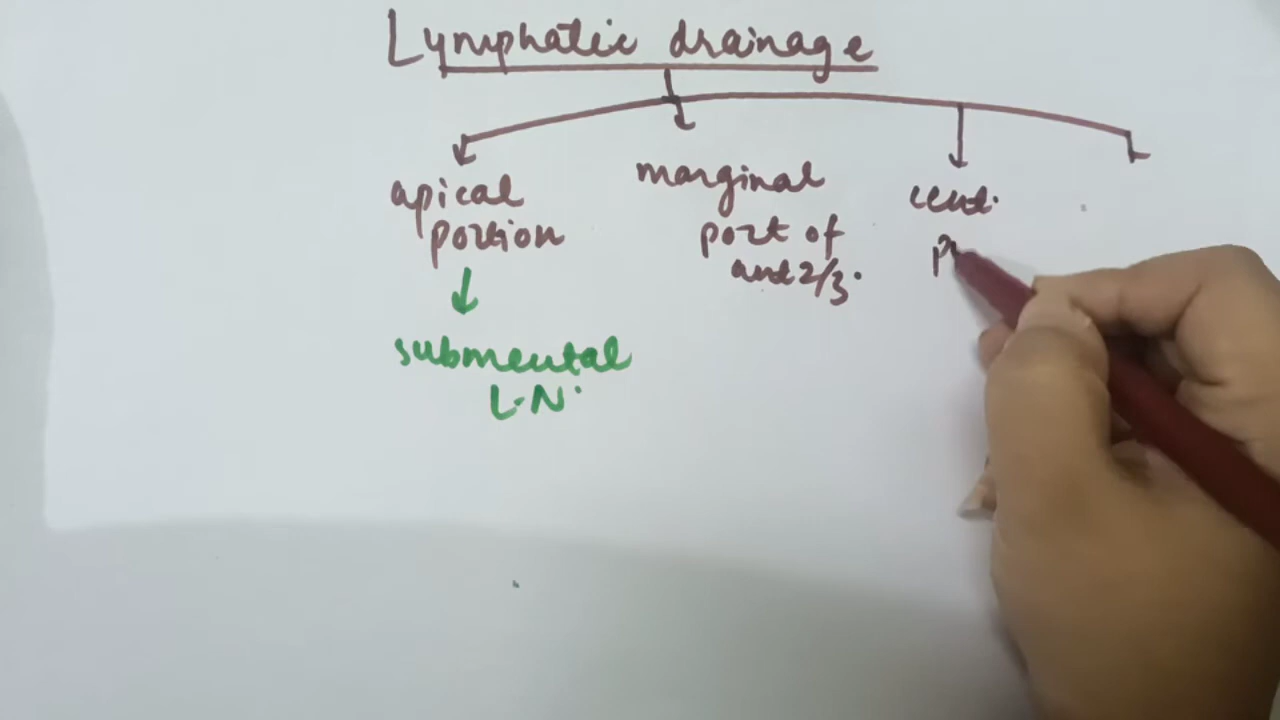 Lymphatic drainage
apical
portion
submental
L.N.
marginal
part of
ant 2/3.
cent.